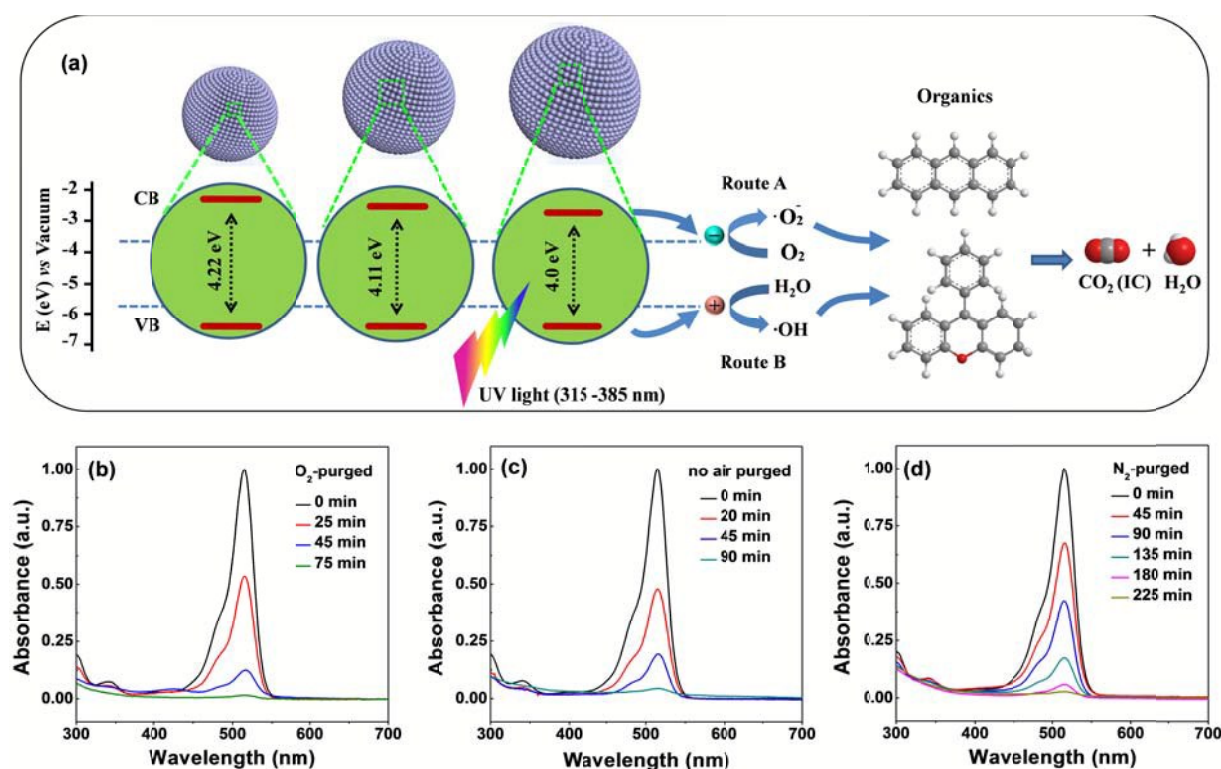 (a)
Organics
E (eV) vs Vacuum
-2
-3
-4
-5
-6
-7
CB
VB
4.22 eV
4.11 eV
4.0 eV
Route A
·O₂⁻
O₂
H₂O
·OH
Route B
−
+
UV light (315 -385 nm)
+
CO₂ (IC) H₂O
(b)
O₂-purged
0 min
25 min
45 min
75 min
Absorbance (a.u.)
1.00
0.75
0.50
0.25
0.00
300 400 500 600 700
Wavelength (nm)
(c)
no air purged
0 min
20 min
45 min
90 min
Absorbance (a.u.)
1.00
0.75
0.50
0.25
0.00
300 400 500 600 700
Wavelength (nm)
(d)
N₂-purged
0 min
45 min
90 min
135 min
180 min
225 min
Absorbance (a.u.)
1.00
0.75
0.50
0.25
0.00
300 400 500 600 700
Wavelength (nm)